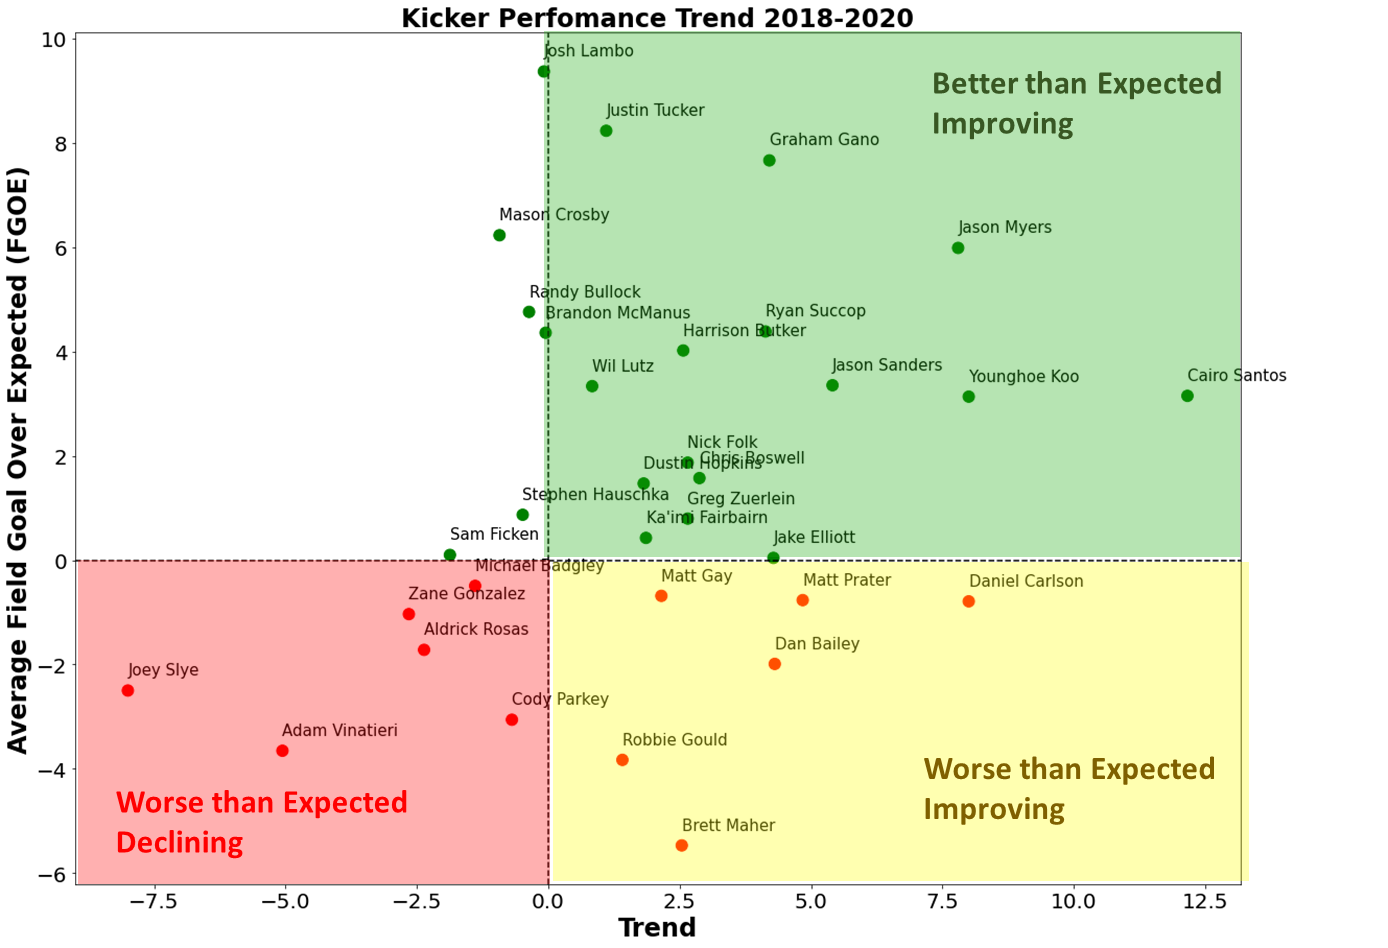 Kicker Perfomance Trend 2018-2020
10
Josh Lambo
Better than Expected
Improving
Justin Tucker
8
Graham Gano
Mason Crosby
Jason Myers
6
Randy Bullock
Brandon McManus
Ryan Succop
Harrison Butker
4
Wil Lutz
Jason Sanders
Younghoe Koo
Cairo Santos
Nick Folk
2
Chris Boswell
Dustin Hopkins
Stephen Hauschka
Greg Zuerlein
Ka'imi Fairbairn
Sam Ficken
Jake Elliott
0
Michael Badgley
Matt Gay
Matt Prater
Daniel Carlson
Zane Gonzalez
Aldrick Rosas
Dan Bailey
−2
Joey Slye
Cody Parkey
Adam Vinatieri
Robbie Gould
−4
Worse than Expected
Improving
Worse than Expected
Declining
Brett Maher
−6
−7.5 −5.0 −2.5 0.0 2.5 5.0 7.5 10.0 12.5
Trend
Average Field Goal Over Expected (FGOE)